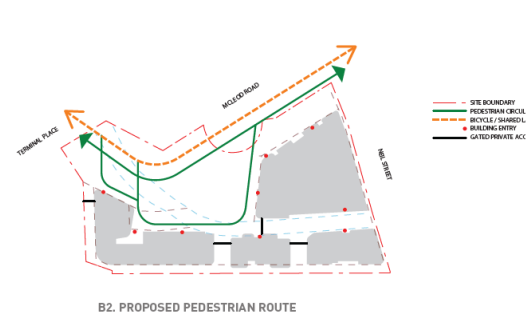 MCLEOD ROAD
TERMINAL PLACE
NBL STREET
SITE BOUNDARY
PEDESTRIAN CIRCUL
BICYCLE / SHARED L
BUILDING ENTRY
GATED PRIVATE ACC
B2. PROPOSED PEDESTRIAN ROUTE